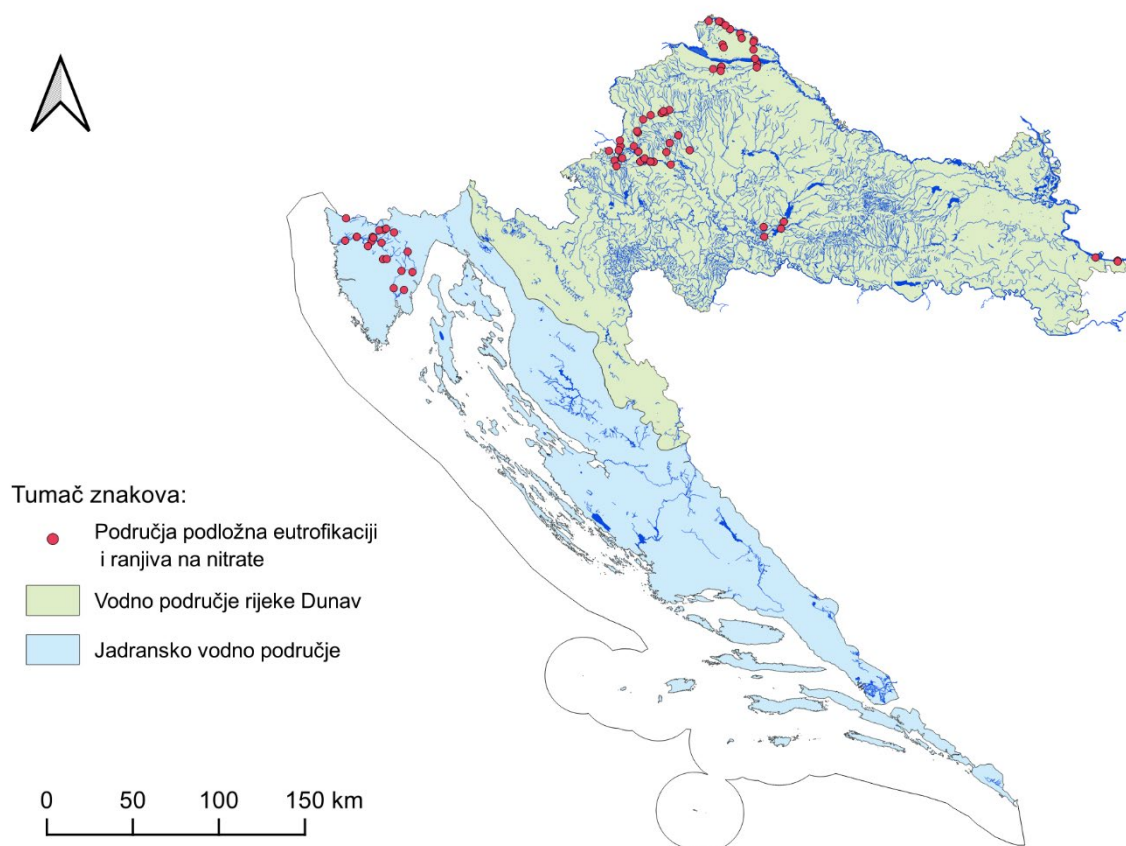 Tumač znakova:
Područja podložna eutrofikaciji
i ranjiva na nitrate
Vodno područje rijeke Dunav
Jadransko vodno područje
0 50 100 150 km